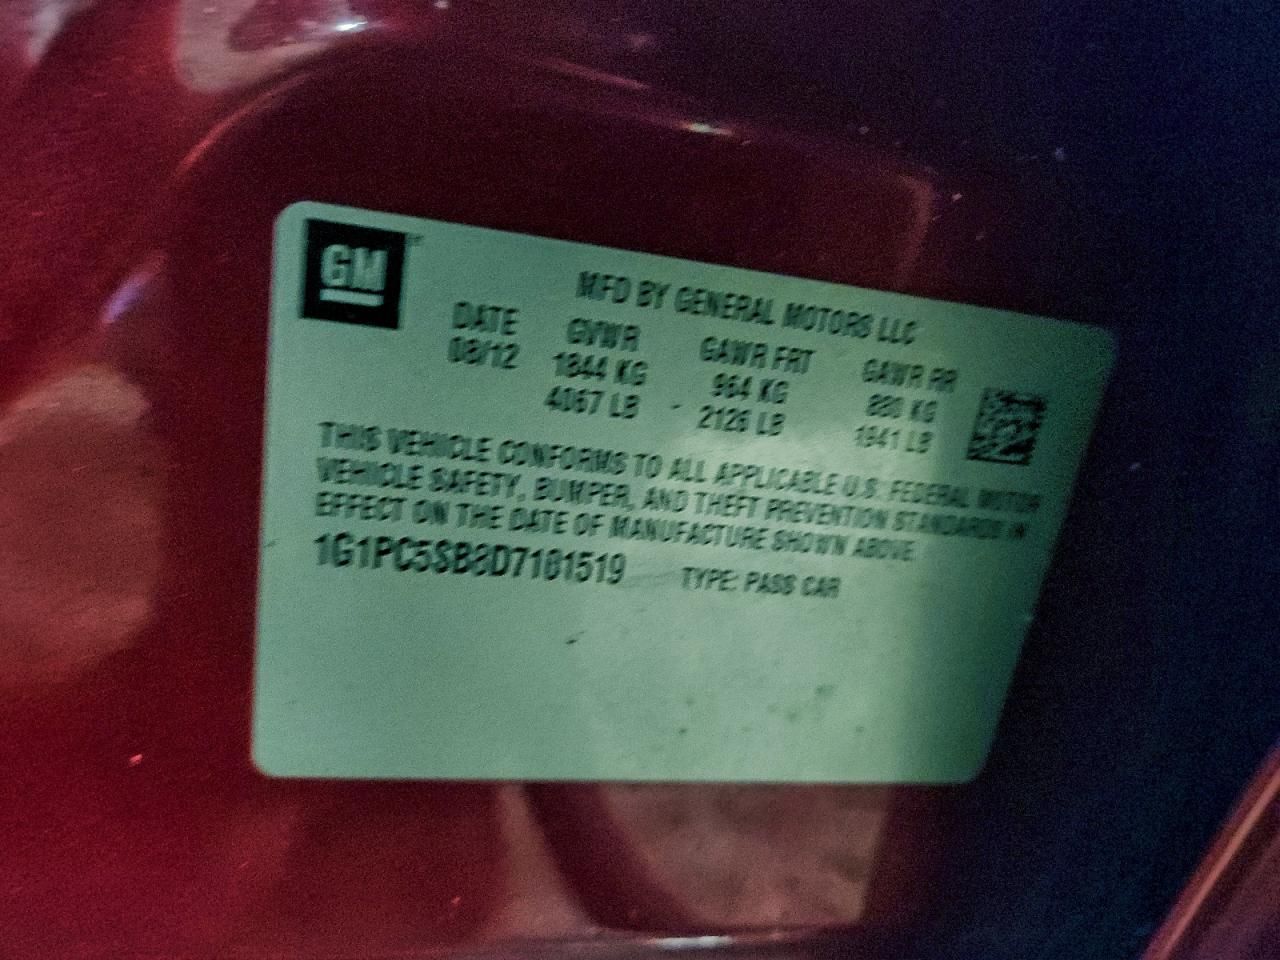 GM
MFD BY GENERAL MOTORS LLC
DATE GVWR GAWR FRT GAWR RR
08/12 1844 KG 964 KG 880 KG
4067 LB 2126 LB 1941 LB
THIS VEHICLE CONFORMS TO ALL APPLICABLE U.S. FEDERAL MOTOR
VEHICLE SAFETY, BUMPER, AND THEFT PREVENTION STANDARDS IN
EFFECT ON THE DATE OF MANUFACTURE SHOWN ABOVE.
1G1PC5SB8D7101519 TYPE: PASS CAR